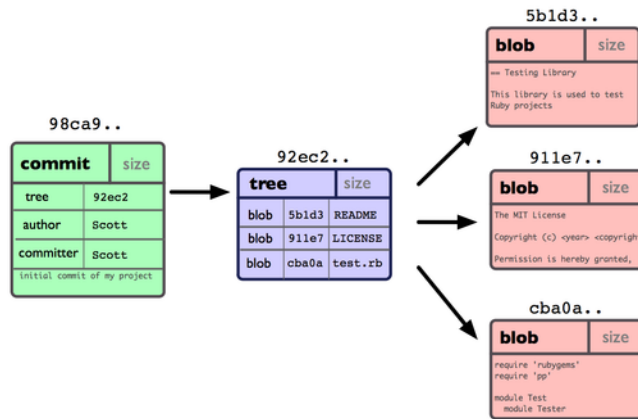 98ca9..
commit size
tree 92ec2
author Scott
committer Scott
initial commit of my project
92ec2..
tree size
blob 5b1d3 README
blob 911e7 LICENSE
blob cba0a test.rb
5b1d3..
blob size
== Testing Library
This library is used to test
Ruby projects
911e7..
blob size
The MIT License
Copyright (c) <year> <copyright
Permission is hereby granted,
cba0a..
blob size
require 'rubygems'
require 'pp'
module Test
module Tester